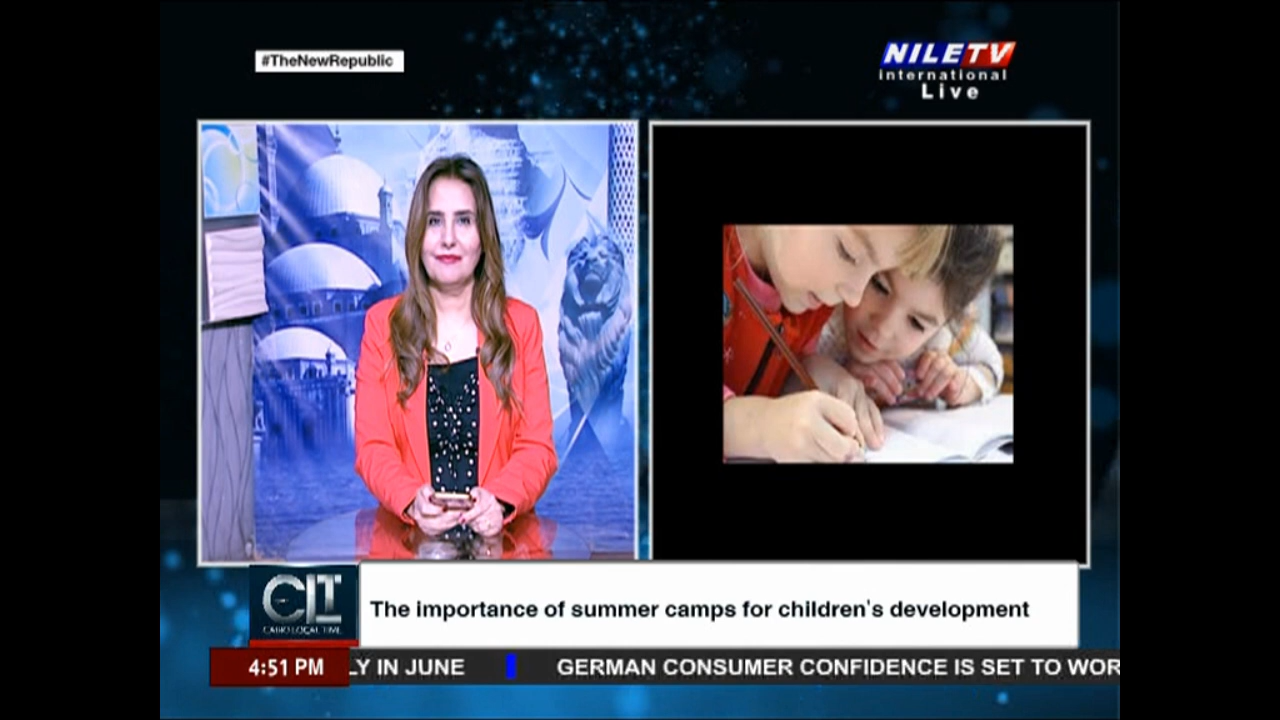 #TheNewRepublic
NILETV
international
Live
CLT
CAIRO LOCAL TIME
The importance of summer camps for children's development
4:51 PM
LY IN JUNE
GERMAN CONSUMER CONFIDENCE IS SET TO WOR